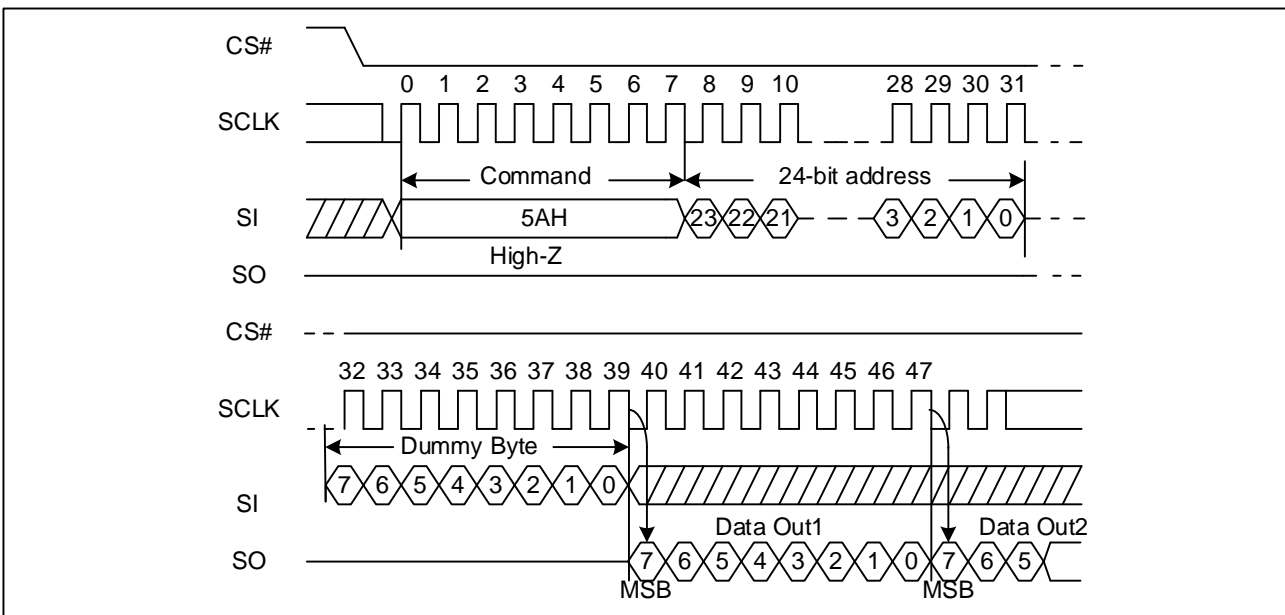 CS#
0 1 2 3 4 5 6 7 8 9 10 28 29 30 31
SCLK
Command 24-bit address
SI 5AH 23 22 21 3 2 1 0
High-Z
SO
CS#
32 33 34 35 36 37 38 39 40 41 42 43 44 45 46 47
SCLK
Dummy Byte
7 6 5 4 3 2 1 0
SI
Data Out1 Data Out2
SO 7 6 5 4 3 2 1 0 7 6 5
MSB MSB